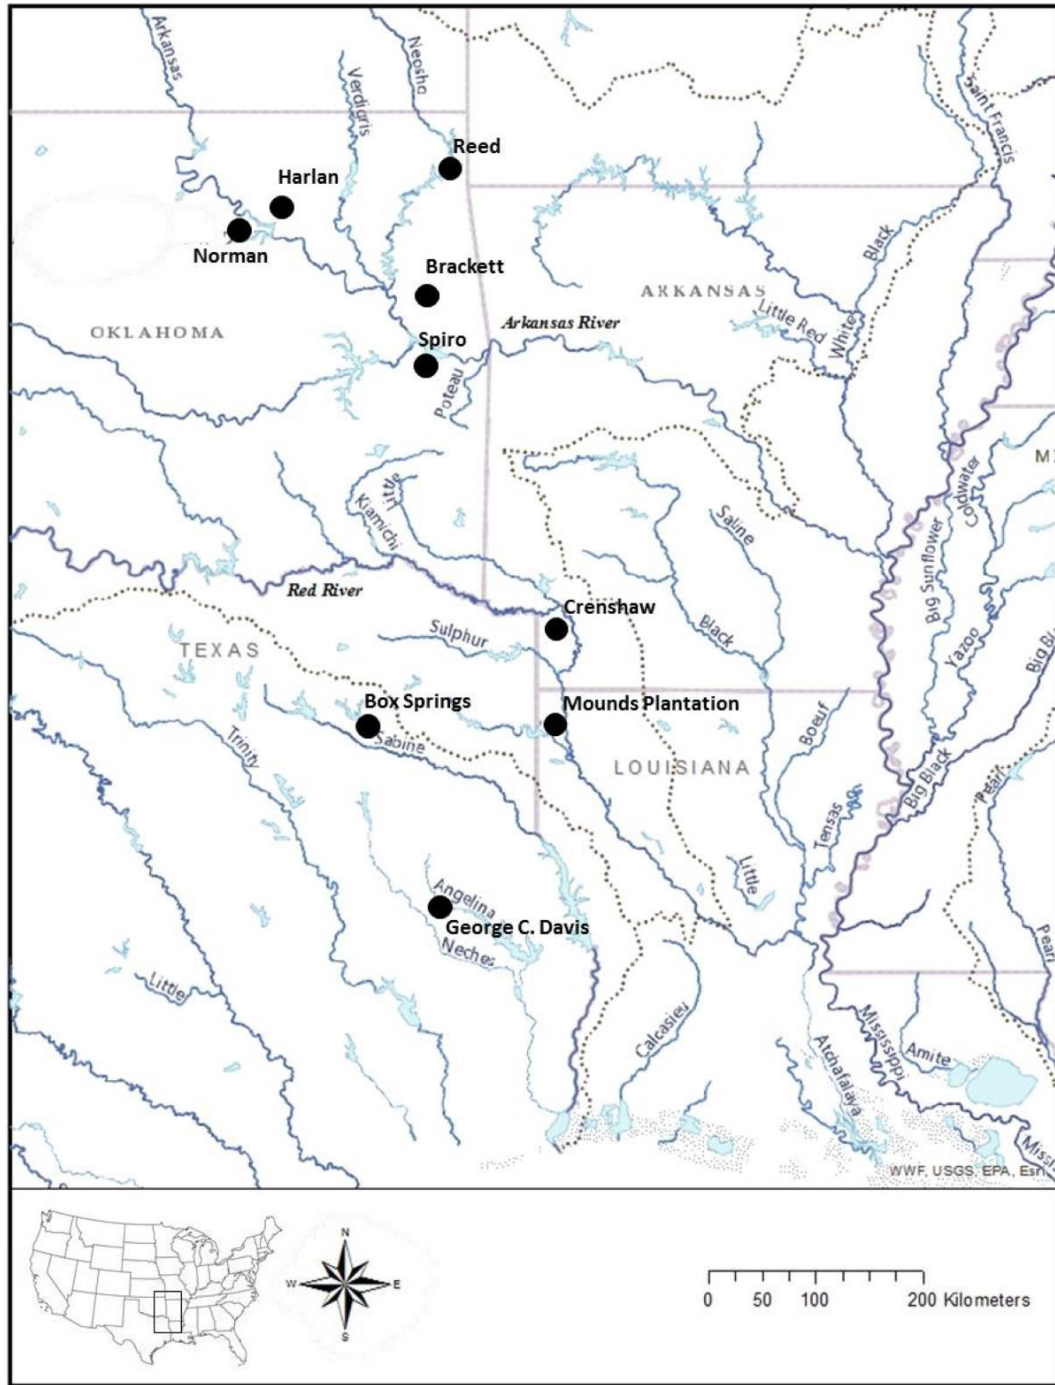 Arkansas
Neosho
Verdigris
Saint Francis
Reed
Harlan
Norman
Black
Brackett
ARKANSAS
Little Red
White
OKLAHOMA
Arkansas River
Spiro
Poteau
Little
Kiamichi
Coldwater
Saline
Big Sunflower
Red River
Crenshaw
Sulphur
Black
Yazoo
TEXAS
Box Springs
Mounds Plantation
Sabine
Trinity
Boeuf
LOUISIANA
Big Black
Pearl
Tensas
Little
Angelina
George C. Davis
Neches
Pearl
Little
Calcasieu
Mississippi
Atchafalaya
Amite
WWF, USGS, EPA, Esri
N
W E
S
0 50 100 200 Kilometers